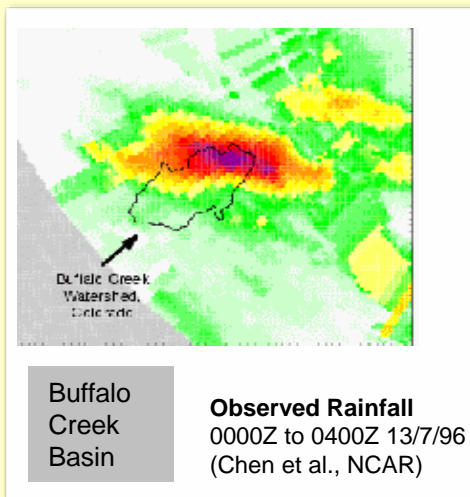 Buffalo Creek
Watershed,
Colorado
Buffalo
Creek
Basin
Observed Rainfall
0000Z to 0400Z 13/7/96
(Chen et al., NCAR)